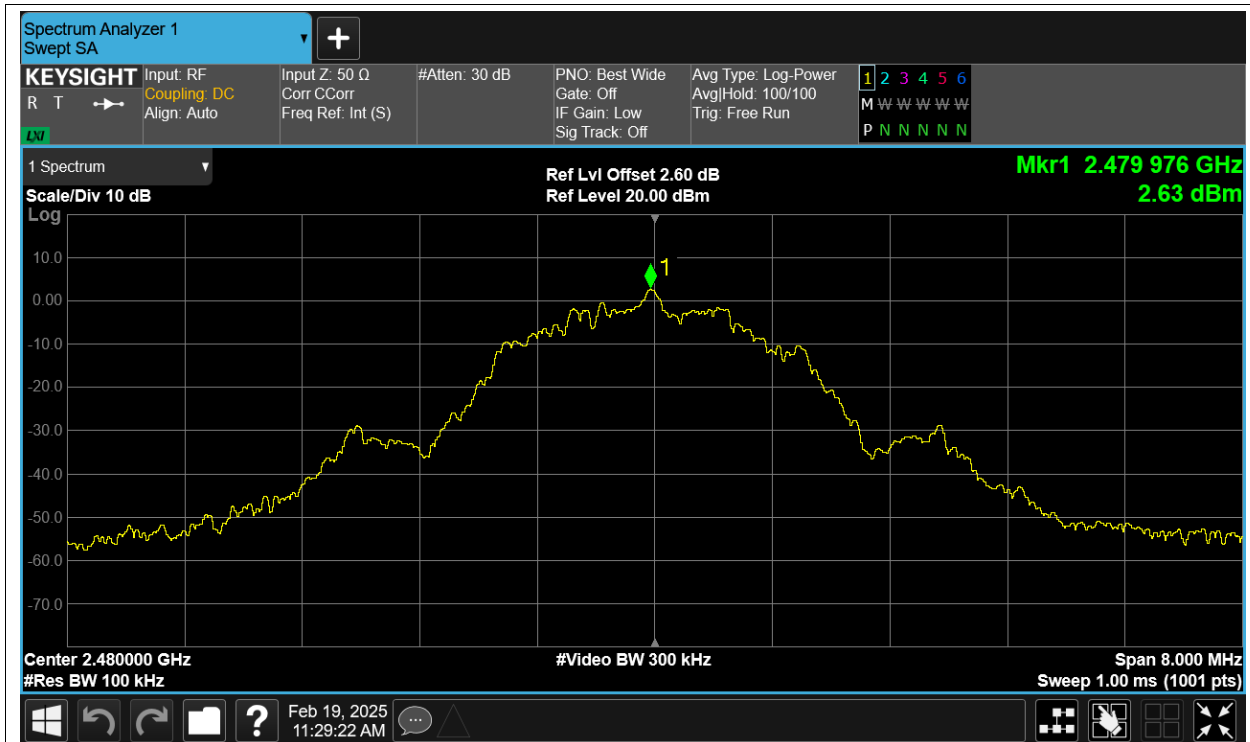 Spectrum Analyzer 1
Swept SA
KEYSIGHT
R T
LXI
Input: RF
Coupling: DC
Align: Auto
Input Z: 50 Ω
Corr CCorr
Freq Ref: Int (S)
#Atten: 30 dB
PNO: Best Wide
Gate: Off
IF Gain: Low
Sig Track: Off
Avg Type: Log-Power
Avg|Hold: 100/100
Trig: Free Run
1 2 3 4 5 6
M W W W W W
P N N N N N
1 Spectrum
Scale/Div 10 dB
Ref Lvl Offset 2.60 dB
Ref Level 20.00 dBm
Mkr1 2.479 976 GHz
2.63 dBm
Log
1
10.0
0.00
-10.0
-20.0
-30.0
-40.0
-50.0
-60.0
-70.0
Center 2.480000 GHz
#Video BW 300 kHz
Span 8.000 MHz
#Res BW 100 kHz
Sweep 1.00 ms (1001 pts)
?
Feb 19, 2025
11:29:22 AM